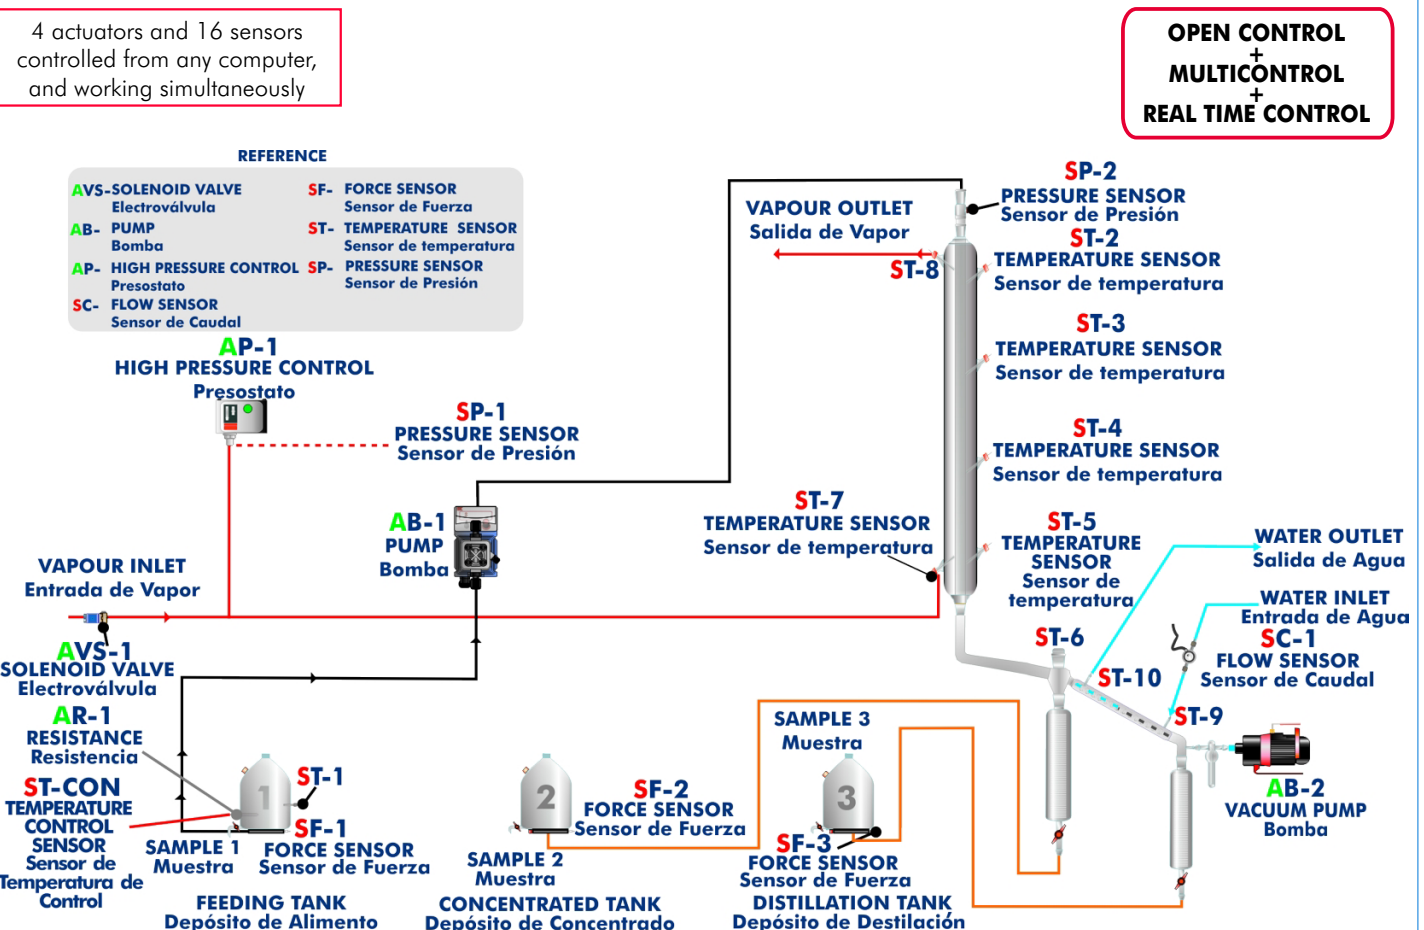 4 actuators and 16 sensors
controlled from any computer,
and working simultaneously
OPEN CONTROL
+
MULTICONTROL
+
REAL TIME CONTROL
REFERENCE
AVS- SOLENOID VALVE
Electroválvula
AB- PUMP
Bomba
AP- HIGH PRESSURE CONTROL
Presostato
SC- FLOW SENSOR
Sensor de Caudal
SF- FORCE SENSOR
Sensor de Fuerza
ST- TEMPERATURE SENSOR
Sensor de temperatura
SP- PRESSURE SENSOR
Sensor de Presión
AP-1
HIGH PRESSURE CONTROL
Presostato
SP-1
PRESSURE SENSOR
Sensor de Presión
AB-1
PUMP
Bomba
VAPOUR INLET
Entrada de Vapor
AVS-1
SOLENOID VALVE
Electroválvula
AR-1
RESISTANCE
Resistencia
ST-CON
TEMPERATURE
CONTROL
SENSOR
Sensor de
Temperatura de
Control
1
ST-1
SF-1
FORCE SENSOR
Sensor de Fuerza
SAMPLE 1
Muestra
FEEDING TANK
Depósito de Alimento
2
SF-2
FORCE SENSOR
Sensor de Fuerza
SAMPLE 2
Muestra
CONCENTRATED TANK
Depósito de Concentrado
SAMPLE 3
Muestra
3
SF-3
FORCE SENSOR
Sensor de Fuerza
DISTILLATION TANK
Depósito de Destilación
VAPOUR OUTLET
Salida de Vapor
ST-8
SP-2
PRESSURE SENSOR
Sensor de Presión
ST-2
TEMPERATURE SENSOR
Sensor de temperatura
ST-3
TEMPERATURE SENSOR
Sensor de temperatura
ST-4
TEMPERATURE SENSOR
Sensor de temperatura
ST-7
TEMPERATURE SENSOR
Sensor de temperatura
ST-5
TEMPERATURE
SENSOR
Sensor de
temperatura
WATER OUTLET
Salida de Agua
WATER INLET
Entrada de Agua
SC-1
FLOW SENSOR
Sensor de Caudal
ST-6
ST-10
ST-9
AB-2
VACUUM PUMP
Bomba